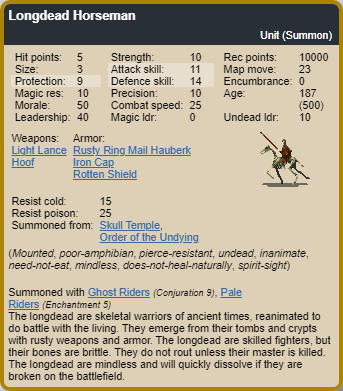 Longdead Horseman
Unit (Summon)
Hit points: 5 Strength: 10 Rec points: 10000
Size: 3 Attack skill: 11 Map move: 23
Protection: 9 Defence skill: 14 Encumbrance: 0
Magic res: 10 Precision: 10 Age: 187
Morale: 50 Combat speed: 25 (500)
Leadership: 40 Magic ldr: 0 Undead ldr: 10
Weapons: Armor:
Light Lance Rusty Ring Mail Hauberk
Hoof Iron Cap
Rotten Shield
Resist cold: 15
Resist poison: 25
Summoned from: Skull Temple,
Order of the Undying
(Mounted, poor-amphibian, pierce-resistant, undead, inanimate,
need-not-eat, mindless, does-not-heal-naturally, spirit-sight)
Summoned with Ghost Riders (Conjuration 9), Pale
Riders (Enchantment 5)
The longdead are skeletal warriors of ancient times, reanimated to
do battle with the living. They emerge from their tombs and crypts
with rusty weapons and armor. The longdead are skilled fighters, but
their bones are brittle. They do not rout unless their master is killed.
The longdead are mindless and will quickly dissolve if they are
broken on the battlefield.